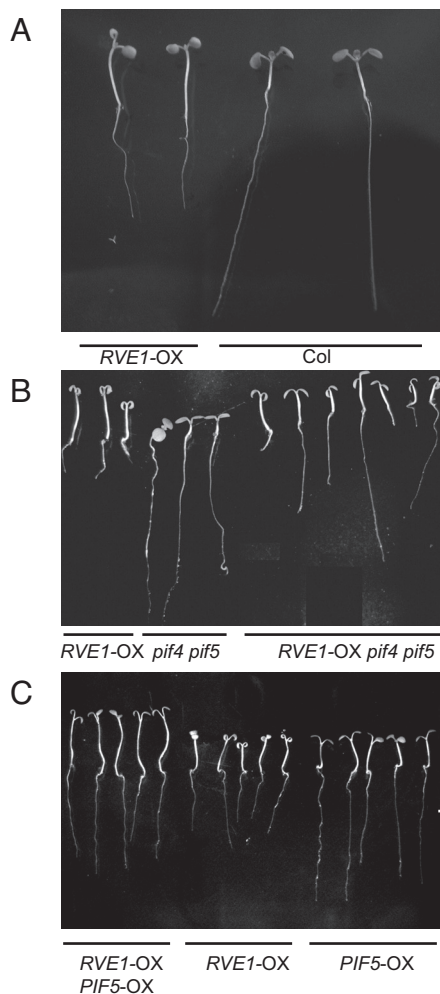 A
RVE1-OX Col
B
RVE1-OX pif4 pif5 RVE1-OX pif4 pif5
C
RVE1-OX RVE1-OX PIF5-OX
PIF5-OX